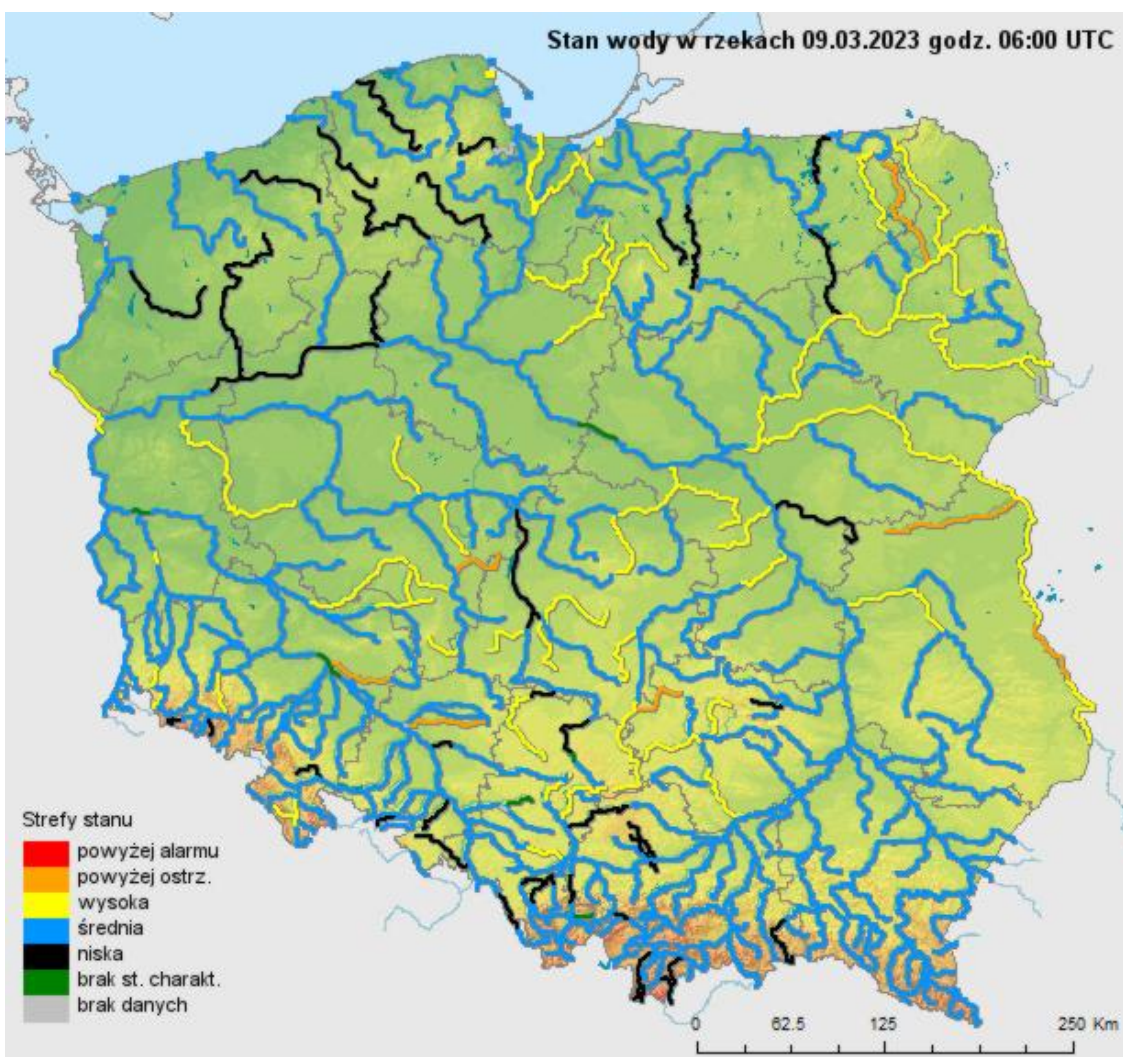 Stan wody w rzekach 09.03.2023 godz. 06:00 UTC
Strefy stanu
powyżej alarmu
powyżej ostrz.
wysoka
średnia
niska
brak st. charakt.
brak danych
0 62.5 125 250 Km